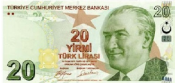 TÜRKİYE CUMHURİYET MERKEZ BANKASI
20
20
YİRMİ
TÜRK LİRASI
20